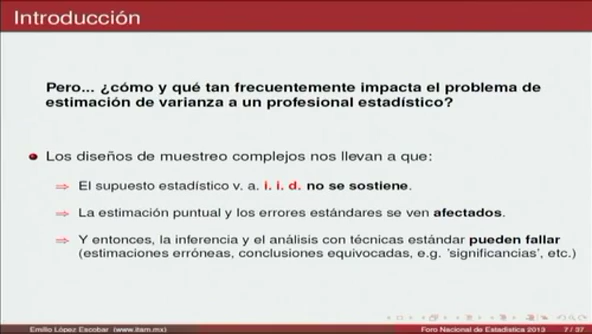 Introducción
Pero... ¿cómo y qué tan frecuentemente impacta el problema de
estimación de varianza a un profesional estadístico?
Los diseños de muestreo complejos nos llevan a que:
El supuesto estadístico v. a. i. i. d. no se sostiene.
La estimación puntual y los errores estándares se ven afectados.
Y entonces, la inferencia y el análisis con técnicas estándar pueden fallar
(estimaciones erróneas, conclusiones equivocadas, e.g. 'significancias', etc.)
Emilio López Escobar (www.itam.mx) Foro Nacional de Estadística 2013 7 / 37